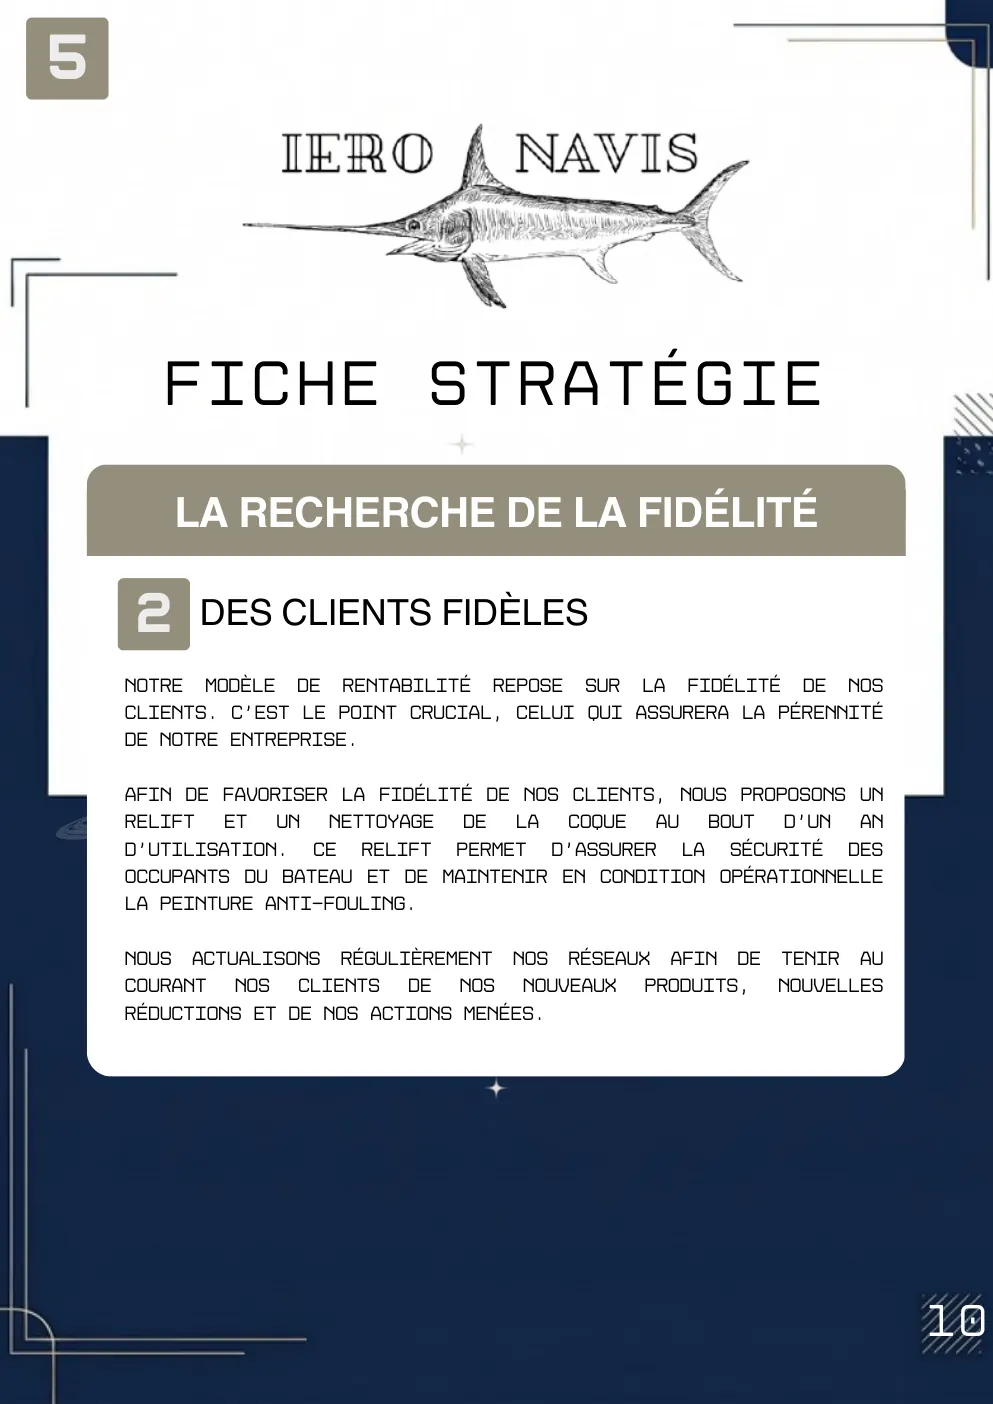 5
IERO NAVIS
FICHE STRATÉGIE
LA RECHERCHE DE LA FIDÉLITÉ
2 DES CLIENTS FIDÈLES
NOTRE MODÈLE DE RENTABILITÉ REPOSE SUR LA FIDÉLITÉ DE NOS
CLIENTS. C'EST LE POINT CRUCIAL, CELUI QUI ASSURERA LA PÉRENNITÉ
DE NOTRE ENTREPRISE.
AFIN DE FAVORISER LA FIDÉLITÉ DE NOS CLIENTS, NOUS PROPOSONS UN
RELIFT ET UN NETTOYAGE DE LA COQUE AU BOUT D'UN AN
D'UTILISATION. CE RELIFT PERMET D'ASSURER LA SÉCURITÉ DES
OCCUPANTS DU BATEAU ET DE MAINTENIR EN CONDITION OPÉRATIONNELLE
LA PEINTURE ANTI-FOULING.
NOUS ACTUALISONS RÉGULIÈREMENT NOS RÉSEAUX AFIN DE TENIR AU
COURANT NOS CLIENTS DE NOS NOUVEAUX PRODUITS, NOUVELLES
RÉDUCTIONS ET DE NOS ACTIONS MENÉES.
10